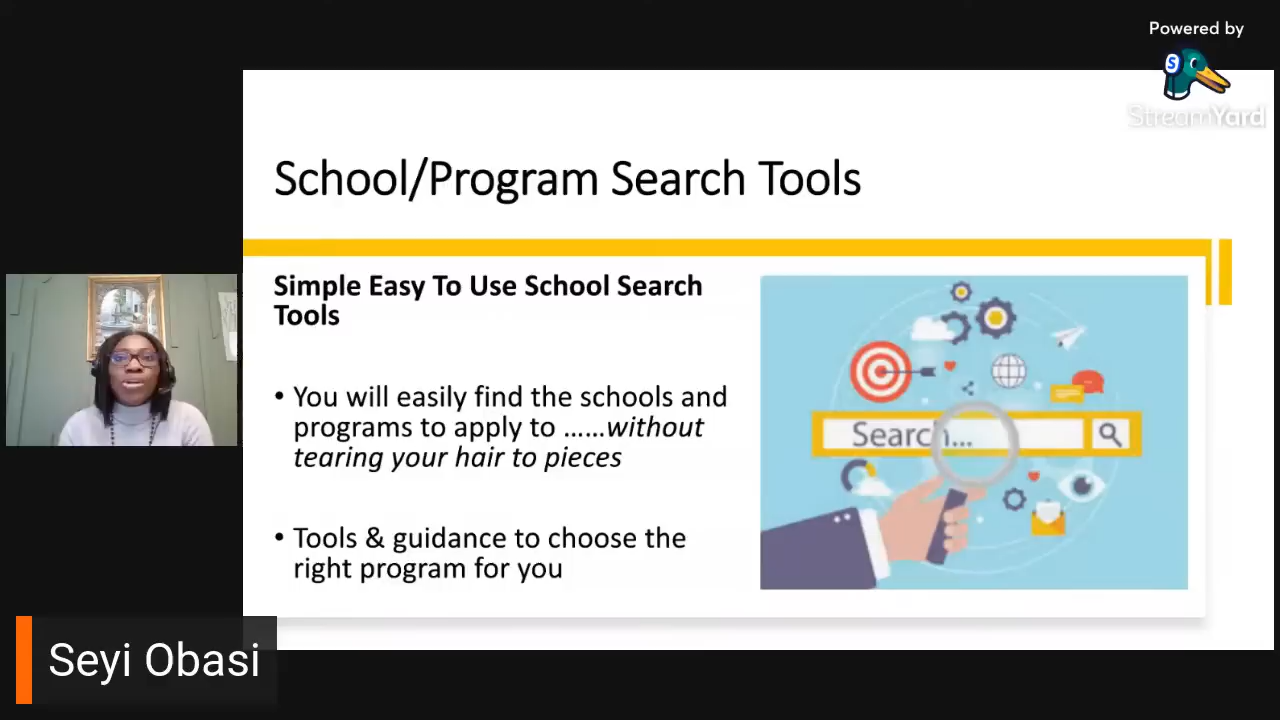 Powered by
StreamYard
School/Program Search Tools
Simple Easy To Use School Search
Tools
• You will easily find the schools and
programs to apply to ......without
tearing your hair to pieces
• Tools & guidance to choose the
right program for you
Search...
S
Seyi Obasi